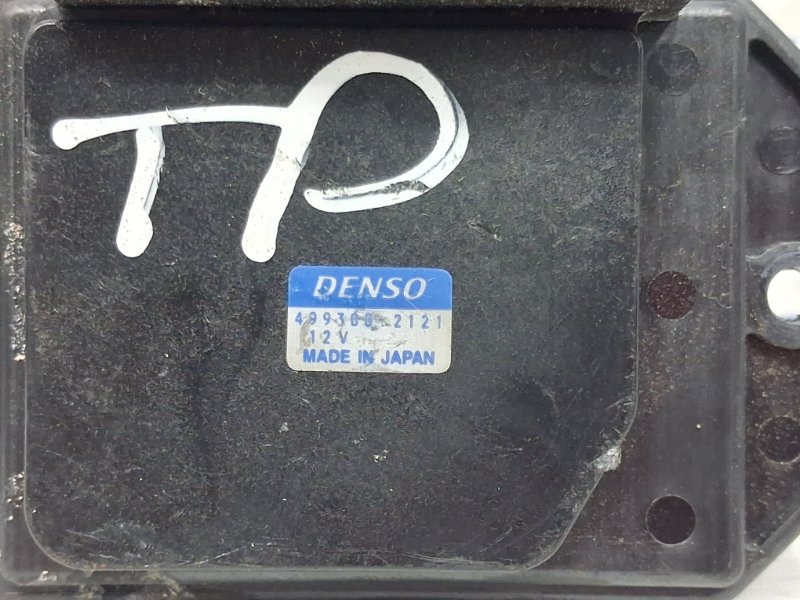 TP
DENSO
499300-2121
12V
MADE IN JAPAN